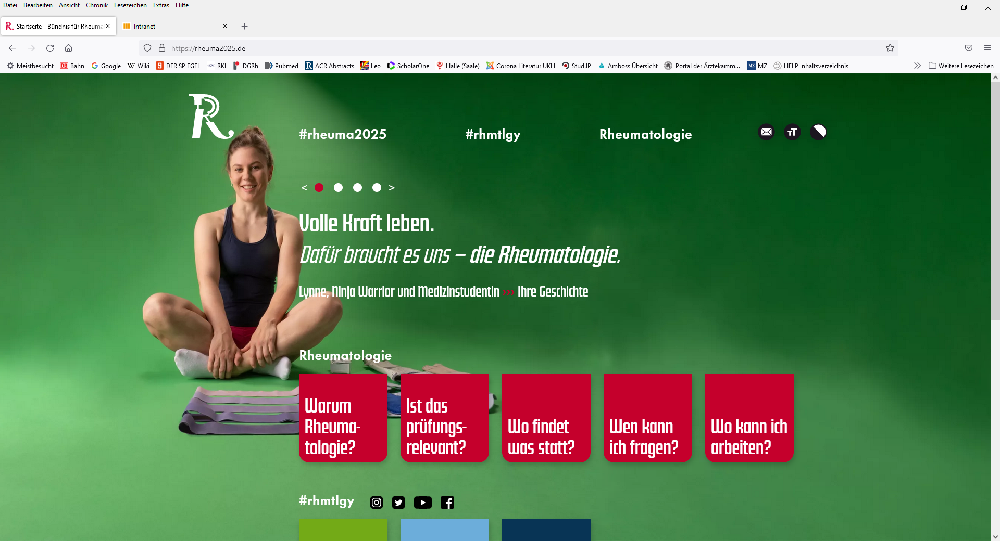 Datei Bearbeiten Ansicht Chronik Lesezeichen Extras Hilfe
Startseite - Bündnis für Rheuma
Intranet
https://rheuma2025.de
Meistbesucht Bahn Google Wiki DER SPIEGEL RKI DGRh Pubmed ACR Abstracts Leo ScholarOne Halle (Saale) Corona Literatur UKH Stud.IP Amboss Übersicht Portal der Ärztekamm... MZ HELP Inhaltsverzeichnis Weitere Lesezeichen
R
#rheuma2025 #rhmtlgy Rheumatologie
< >
Volle Kraft leben.
Dafür braucht es uns – die Rheumatologie.
Lynne, Ninja Warrior und Medizinstudentin >>> Ihre Geschichte
Rheumatologie
Warum
Rheuma-
tologie?
Ist das
prüfungs-
relevant?
Wo findet
was statt?
Wen kann
ich fragen?
Wo kann ich
arbeiten?
#rhmtlgy